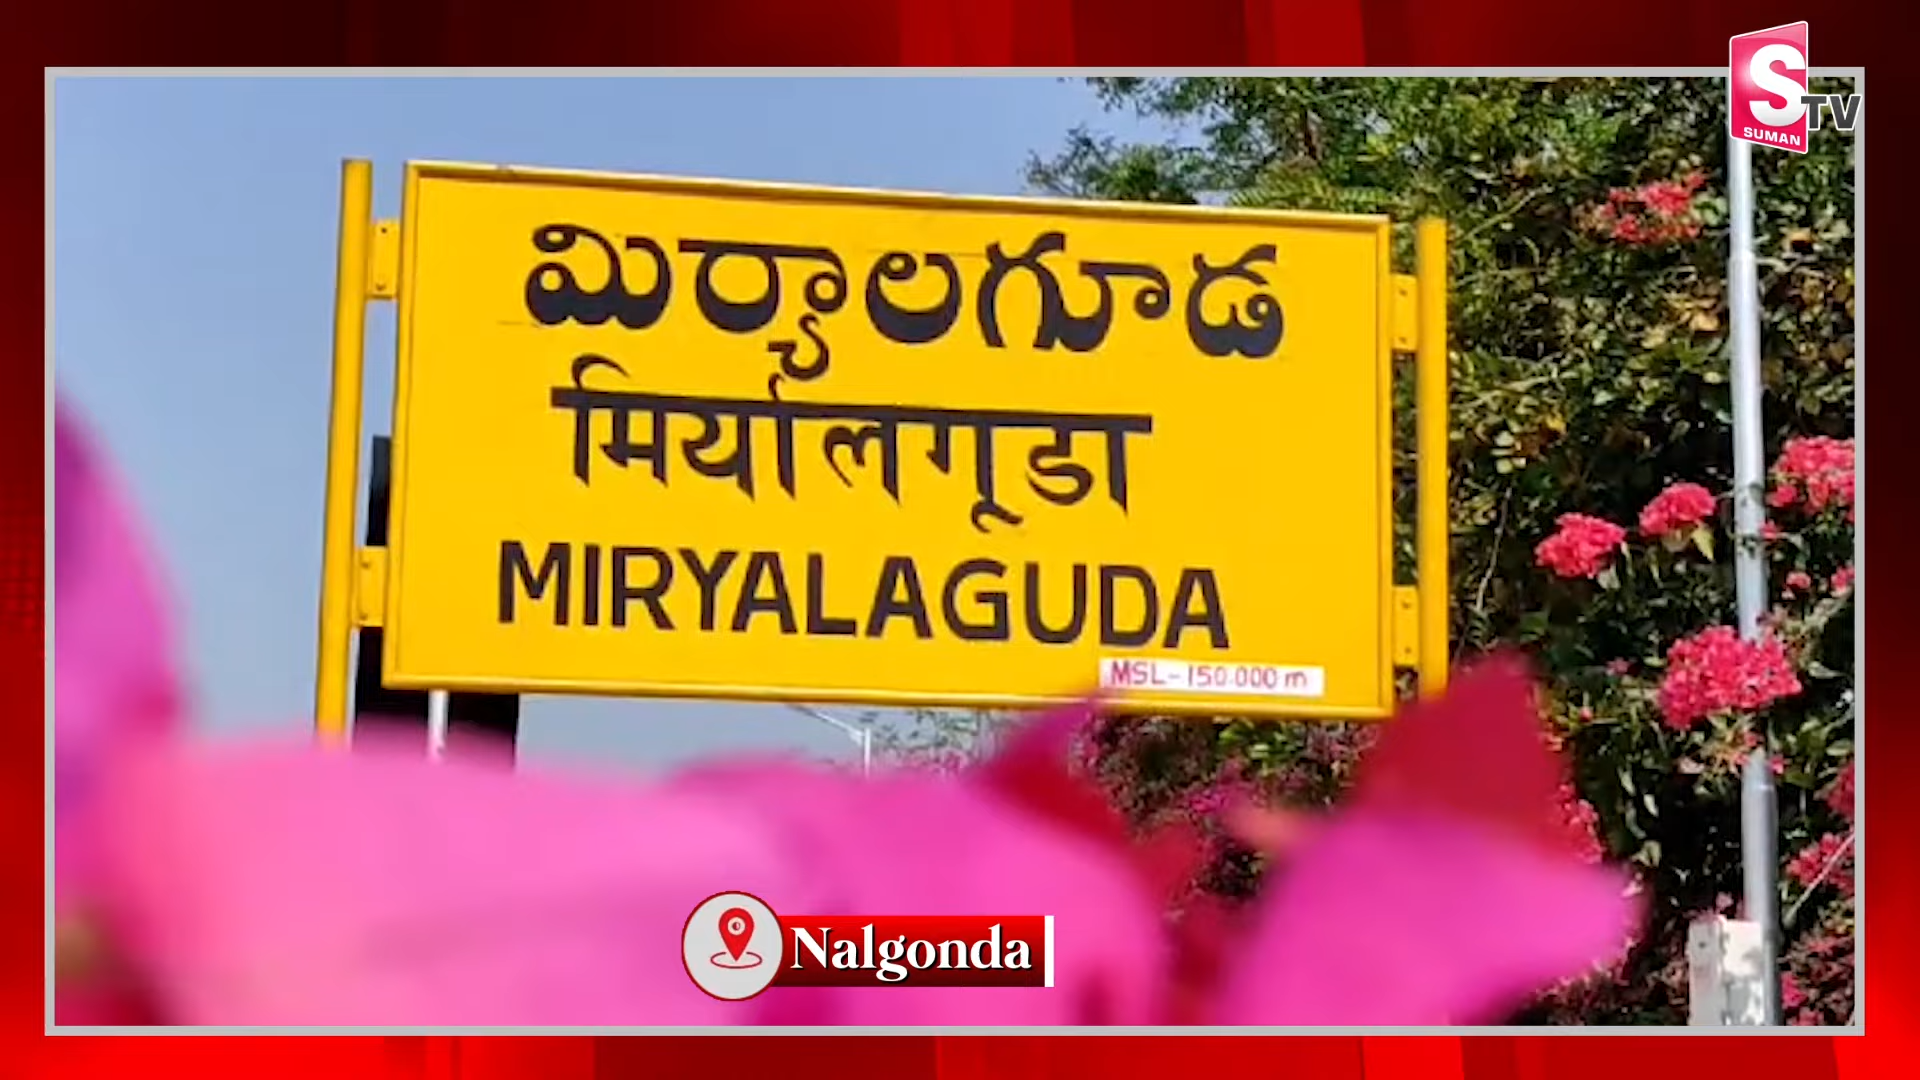 S
TV
SUMAN
మిర్యాలగూడ
मिर्यालगूडा
MIRYALAGUDA
MSL-150.000 m
Nalgonda